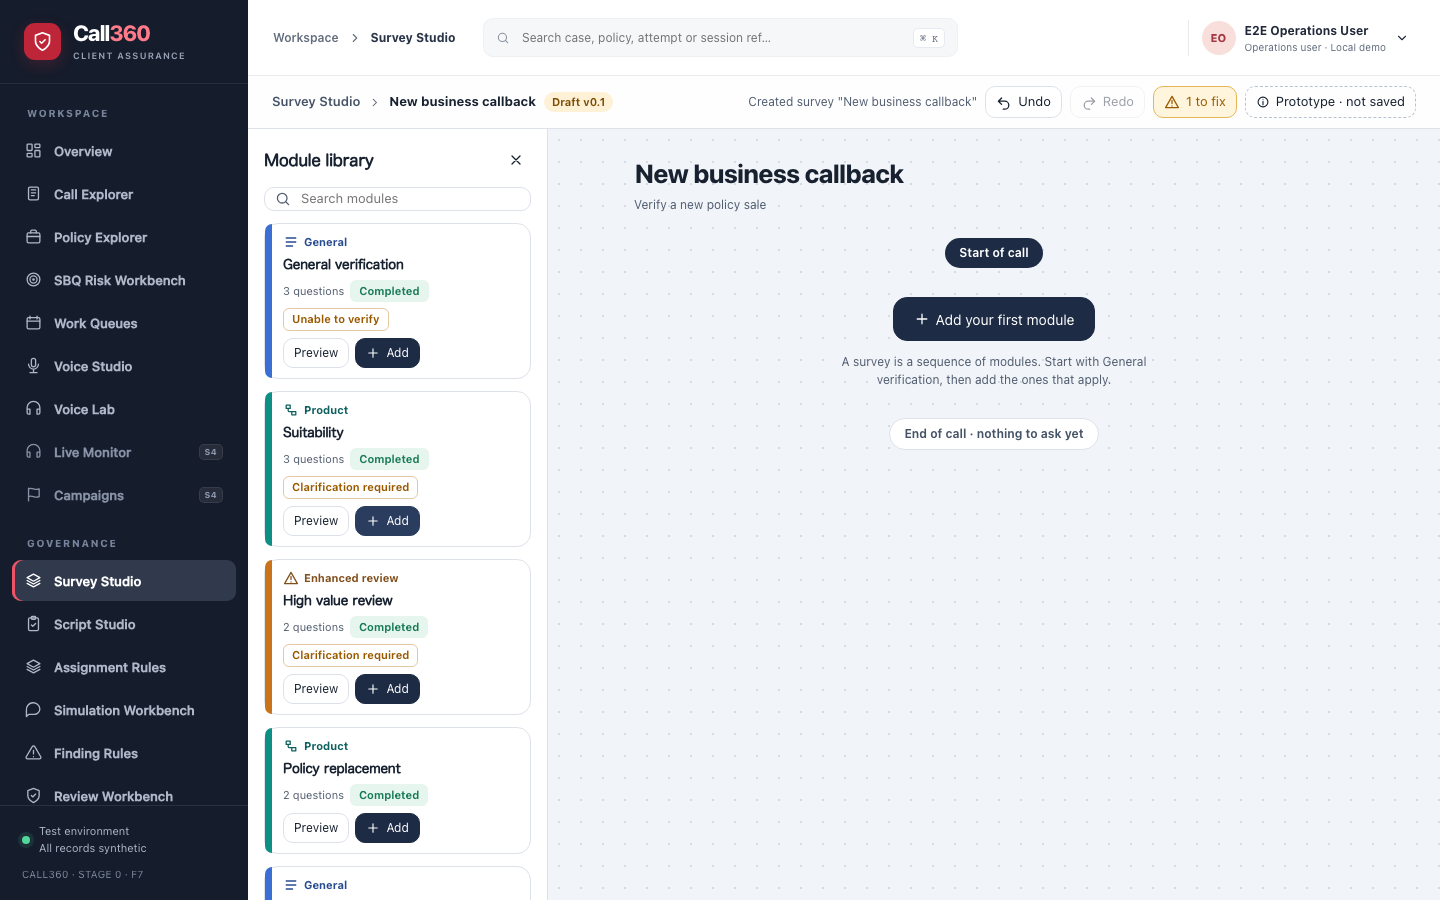 Call360
CLIENT ASSURANCE
WORKSPACE
Overview
Call Explorer
Policy Explorer
SBQ Risk Workbench
Work Queues
Voice Studio
Voice Lab
Live Monitor S4
Campaigns S4
GOVERNANCE
Survey Studio
Script Studio
Assignment Rules
Simulation Workbench
Finding Rules
Review Workbench
Test environment
All records synthetic
CALL360 · STAGE 0 · F7
Workspace > Survey Studio
Search case, policy, attempt or session ref...
⌘ K
EO
E2E Operations User
Operations user · Local demo
Survey Studio > New business callback Draft v0.1
Created survey "New business callback"
Undo
Redo
1 to fix
Prototype · not saved
Module library
Search modules
General
General verification
3 questions Completed
Unable to verify
Preview + Add
Product
Suitability
3 questions Completed
Clarification required
Preview + Add
Enhanced review
High value review
2 questions Completed
Clarification required
Preview + Add
Product
Policy replacement
2 questions Completed
Preview + Add
General
New business callback
Verify a new policy sale
Start of call
+ Add your first module
A survey is a sequence of modules. Start with General
verification, then add the ones that apply.
End of call · nothing to ask yet